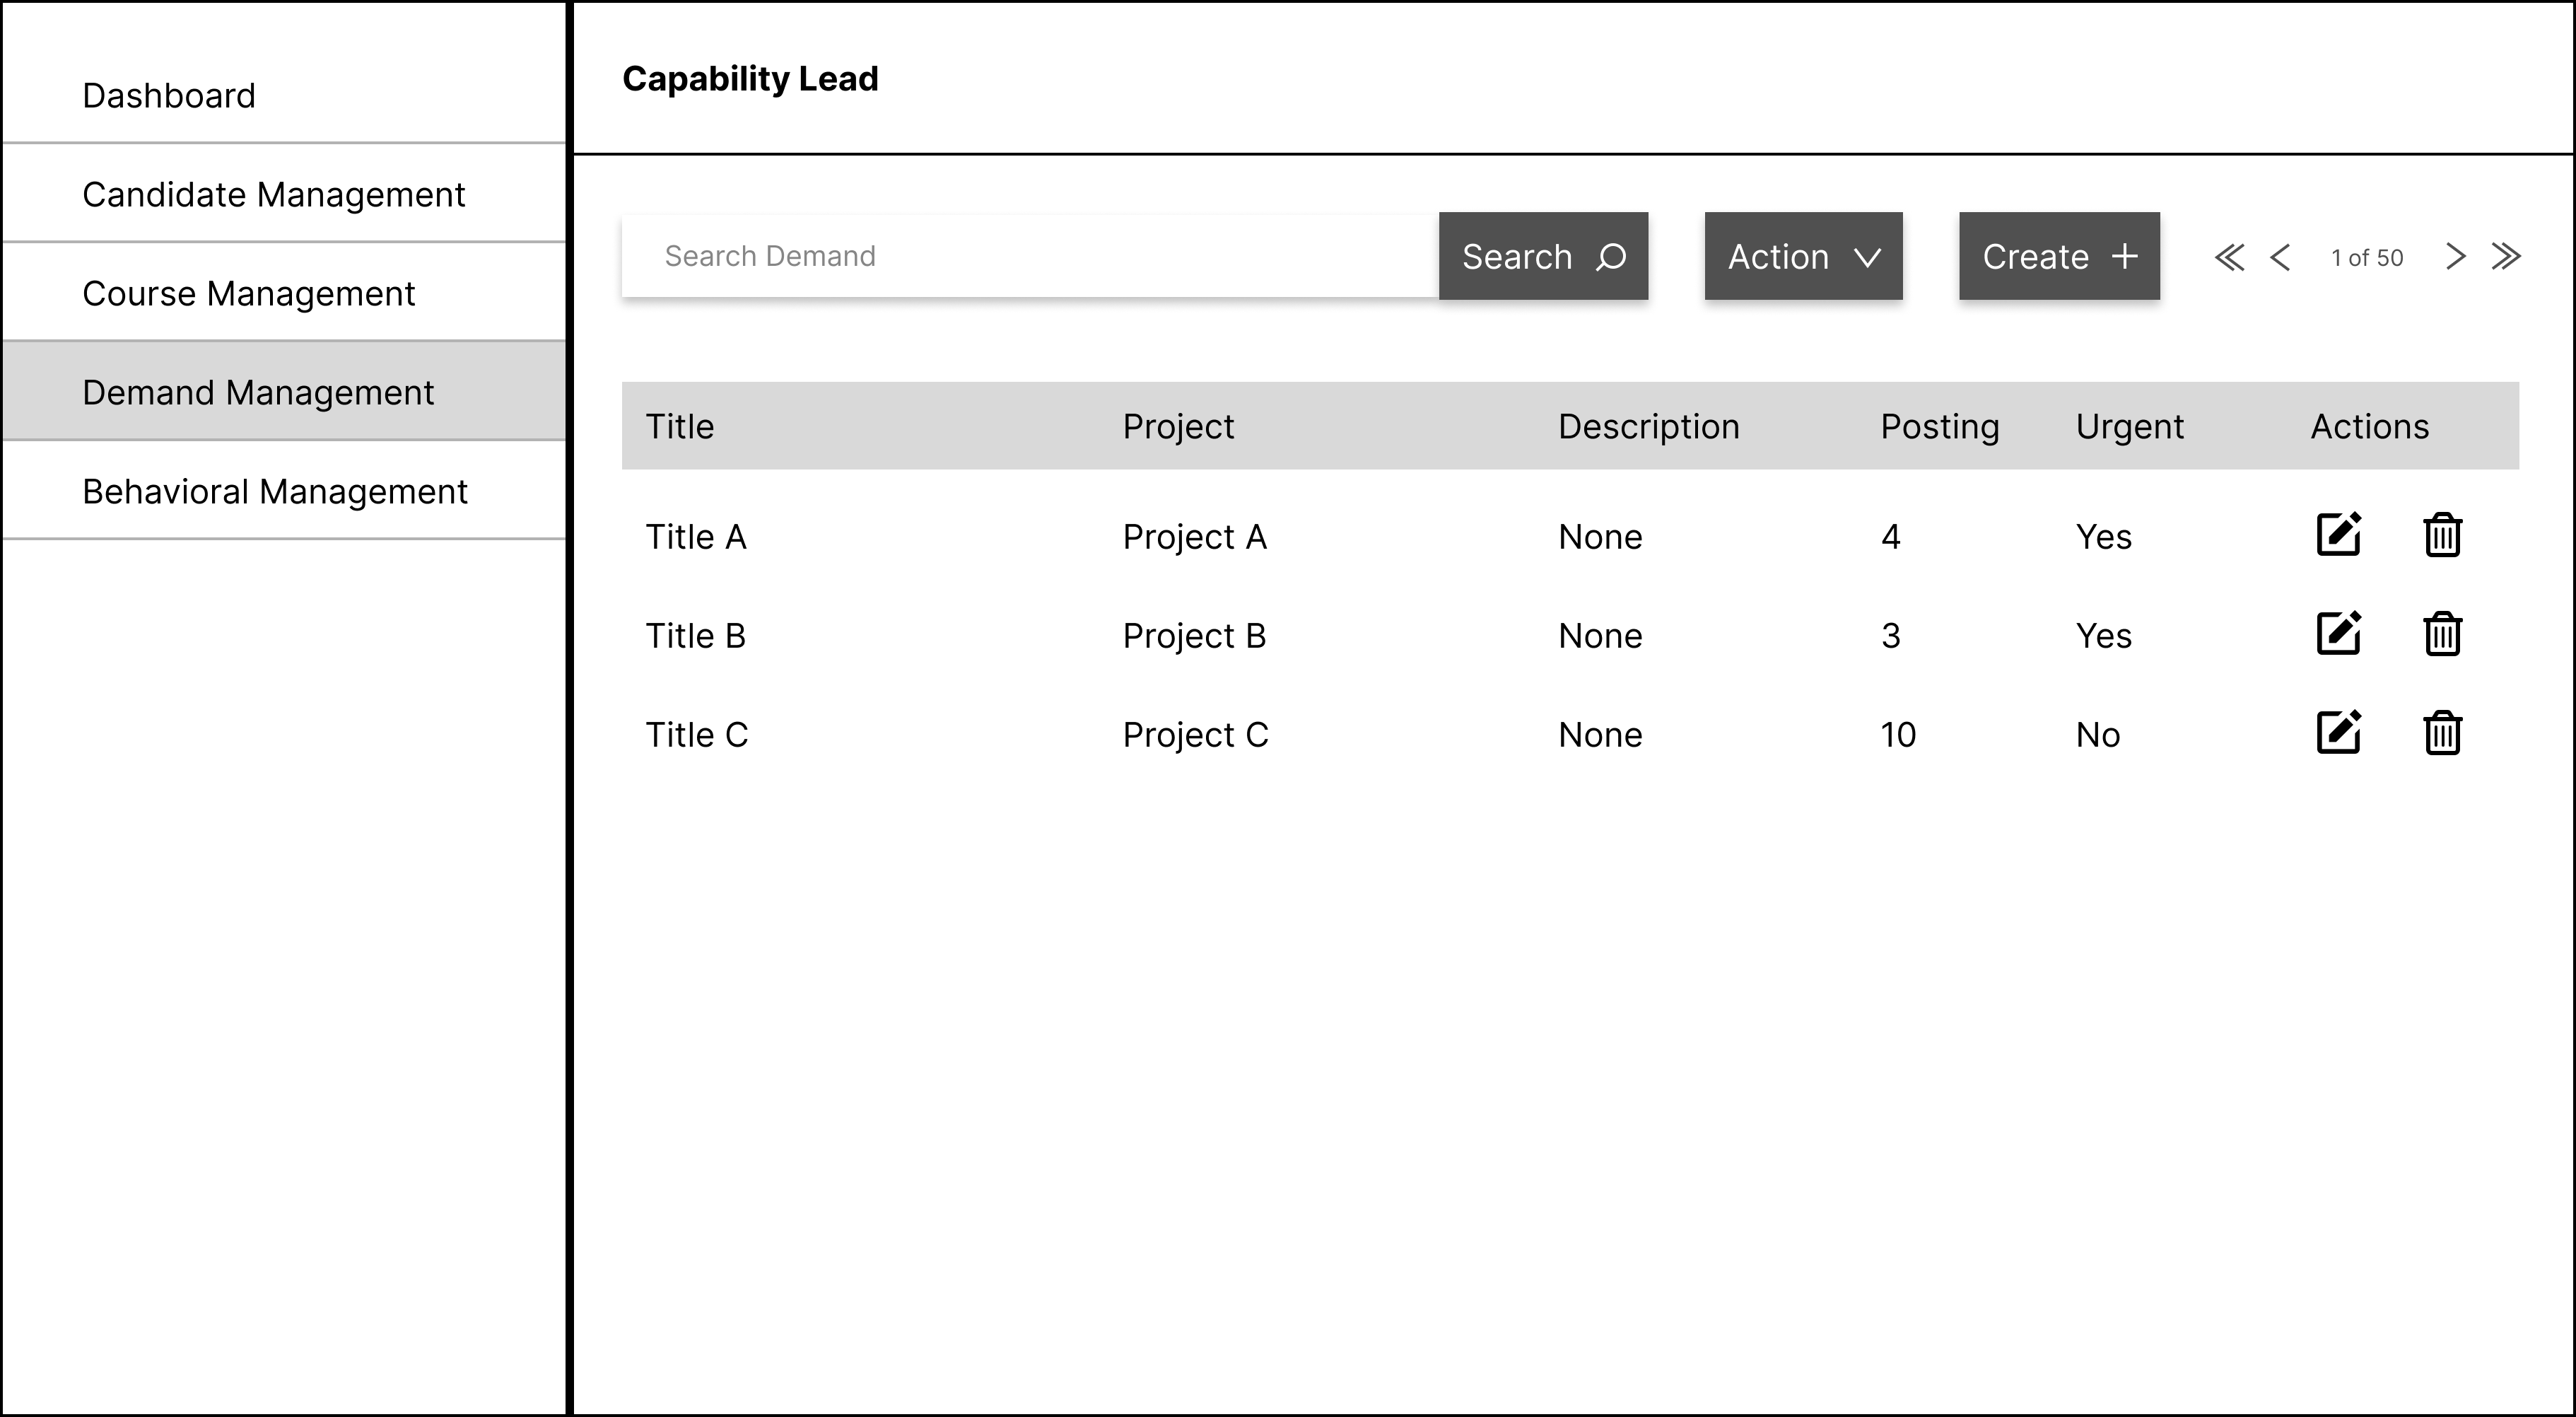 Dashboard
Candidate Management
Course Management
Demand Management
Behavioral Management
Capability Lead
Search Demand
Search
Action
Create
1 of 50
Title Project Description Posting Urgent Actions
Title A Project A None 4 Yes
Title B Project B None 3 Yes
Title C Project C None 10 No